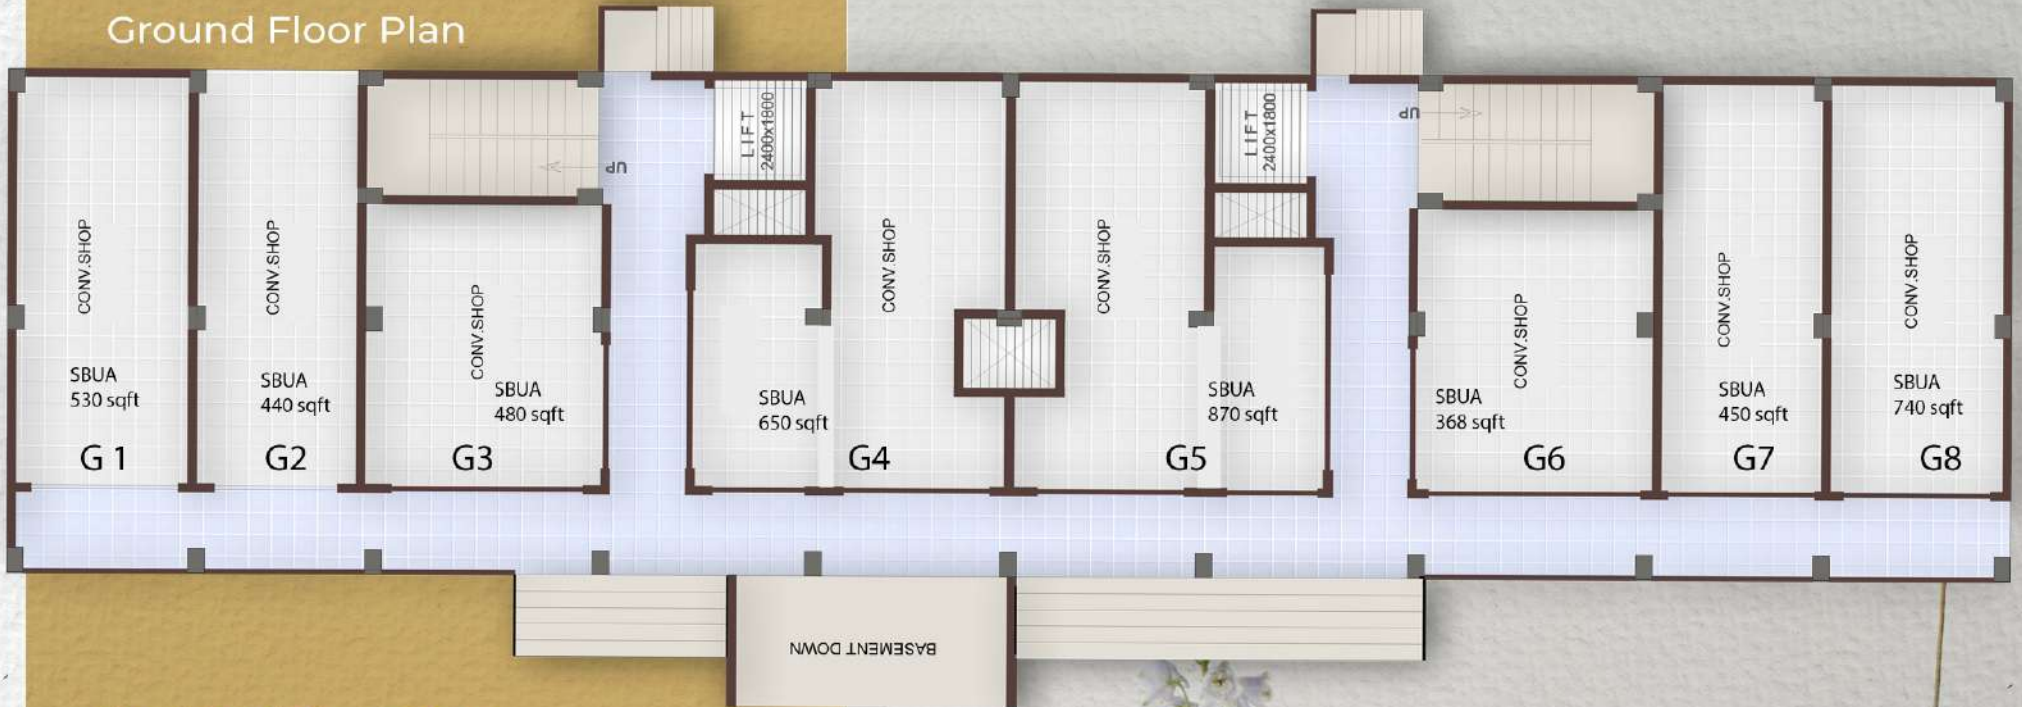 Ground Floor Plan
CONV.SHOP
SBUA
530 sqft
G 1
CONV.SHOP
SBUA
440 sqft
G2
UP
CONV.SHOP
SBUA
480 sqft
G3
LIFT
2400x1800
CONV.SHOP
SBUA
650 sqft
G4
CONV.SHOP
SBUA
870 sqft
G5
LIFT
2400x1800
UP
CONV.SHOP
SBUA
368 sqft
G6
CONV.SHOP
SBUA
450 sqft
G7
CONV.SHOP
SBUA
740 sqft
G8
BASEMENT DOWN